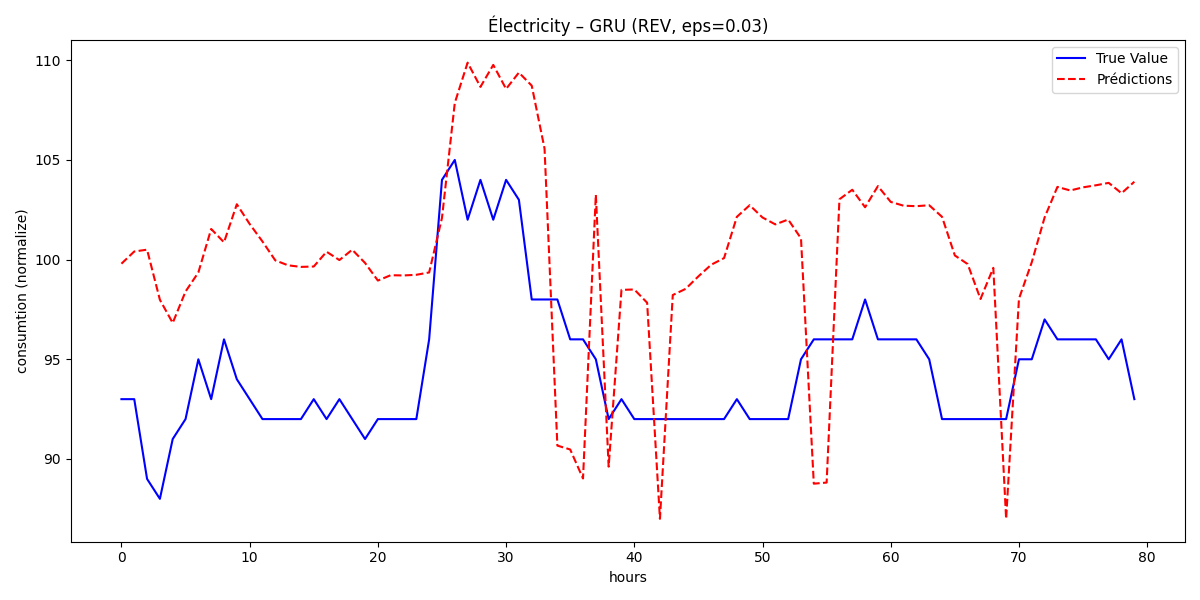 Électricity – GRU (REV, eps=0.03)
True Value
Prédictions
consumtion (normalize)
110
105
100
95
90
0 10 20 30 40 50 60 70 80
hours